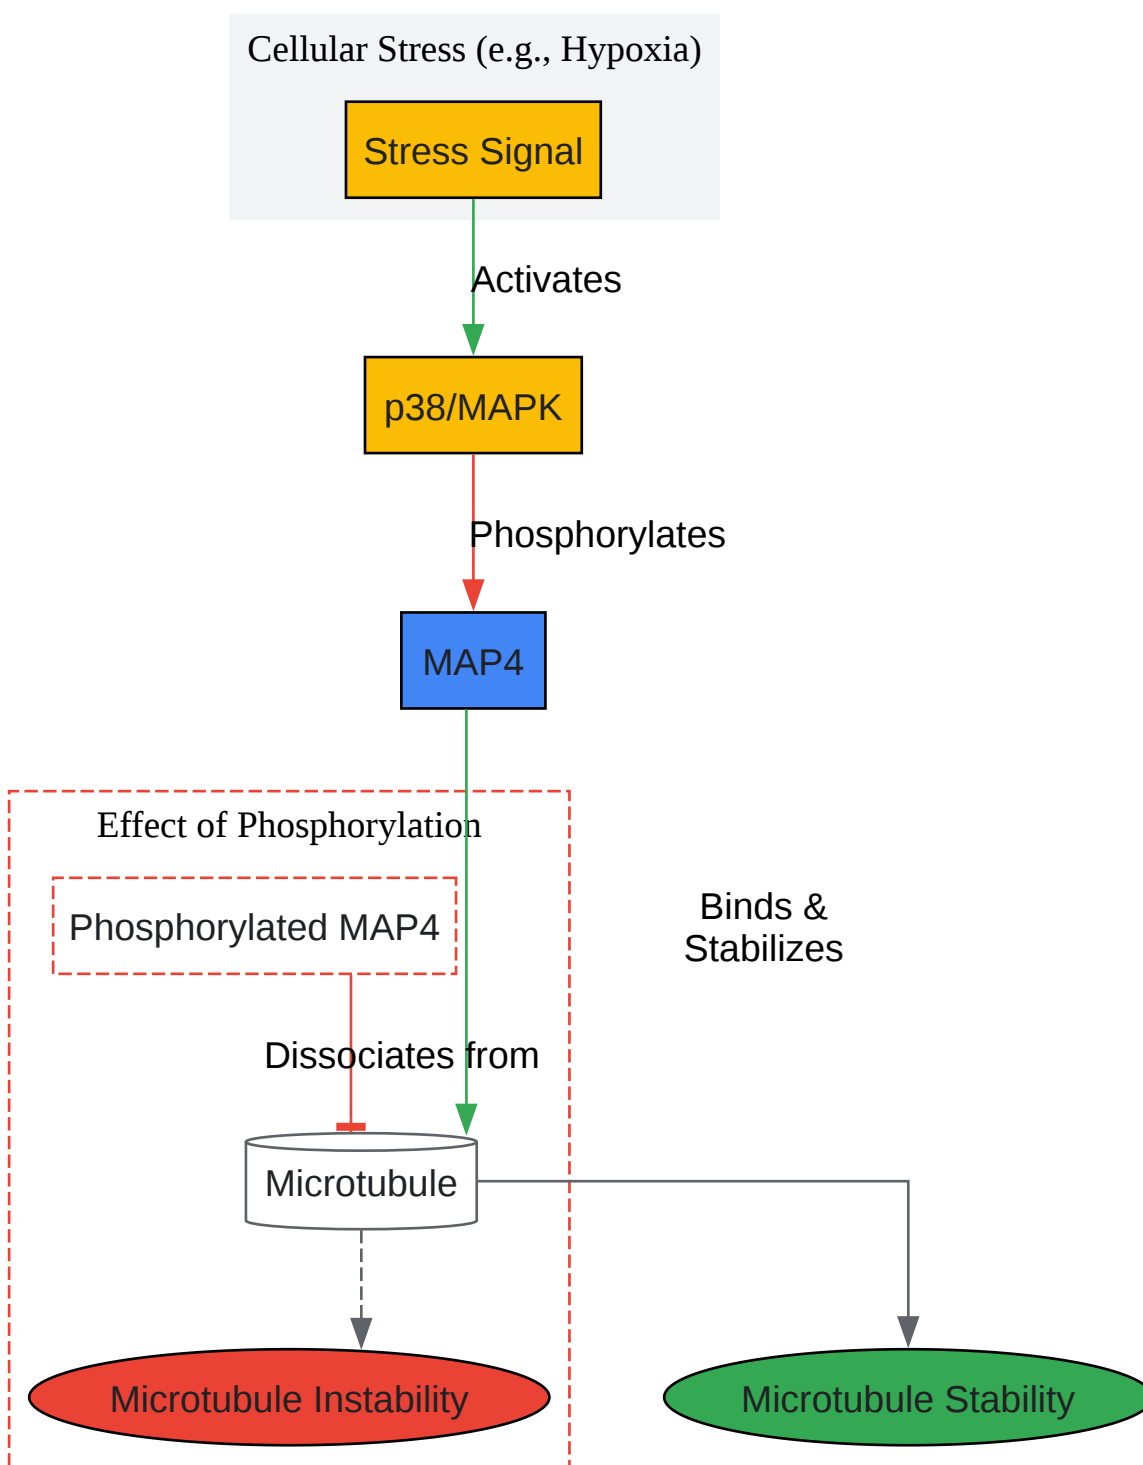 Cellular Stress (e.g., Hypoxia)
Stress Signal
Activates
p38/MAPK
Phosphorylates
MAP4
Effect of Phosphorylation
Phosphorylated MAP4
Binds &
Stabilizes
Dissociates from
Microtubule
Microtubule Instability
Microtubule Stability